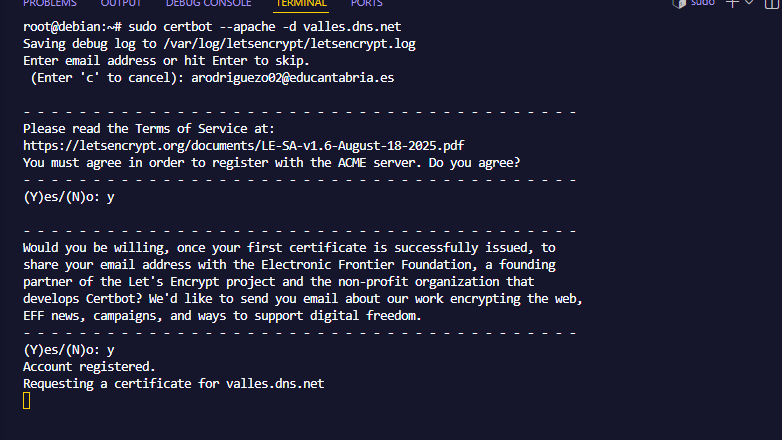 PROBLEMS OUTPUT DEBUG CONSOLE TERMINAL PORTS sudo
root@debian:~# sudo certbot --apache -d valles.dns.net
Saving debug log to /var/log/letsencrypt/letsencrypt.log
Enter email address or hit Enter to skip.
(Enter 'c' to cancel): arodriguezo02@educantabria.es
- - - - - - - - - - - - - - - - - - - - - - - - - - - - - - - - - - - - - - - -
Please read the Terms of Service at:
https://letsencrypt.org/documents/LE-SA-v1.6-August-18-2025.pdf
You must agree in order to register with the ACME server. Do you agree?
- - - - - - - - - - - - - - - - - - - - - - - - - - - - - - - - - - - - - - - -
(Y)es/(N)o: y
- - - - - - - - - - - - - - - - - - - - - - - - - - - - - - - - - - - - - - - -
Would you be willing, once your first certificate is successfully issued, to
share your email address with the Electronic Frontier Foundation, a founding
partner of the Let's Encrypt project and the non-profit organization that
develops Certbot? We'd like to send you email about our work encrypting the web,
EFF news, campaigns, and ways to support digital freedom.
- - - - - - - - - - - - - - - - - - - - - - - - - - - - - - - - - - - - - - - -
(Y)es/(N)o: y
Account registered.
Requesting a certificate for valles.dns.net